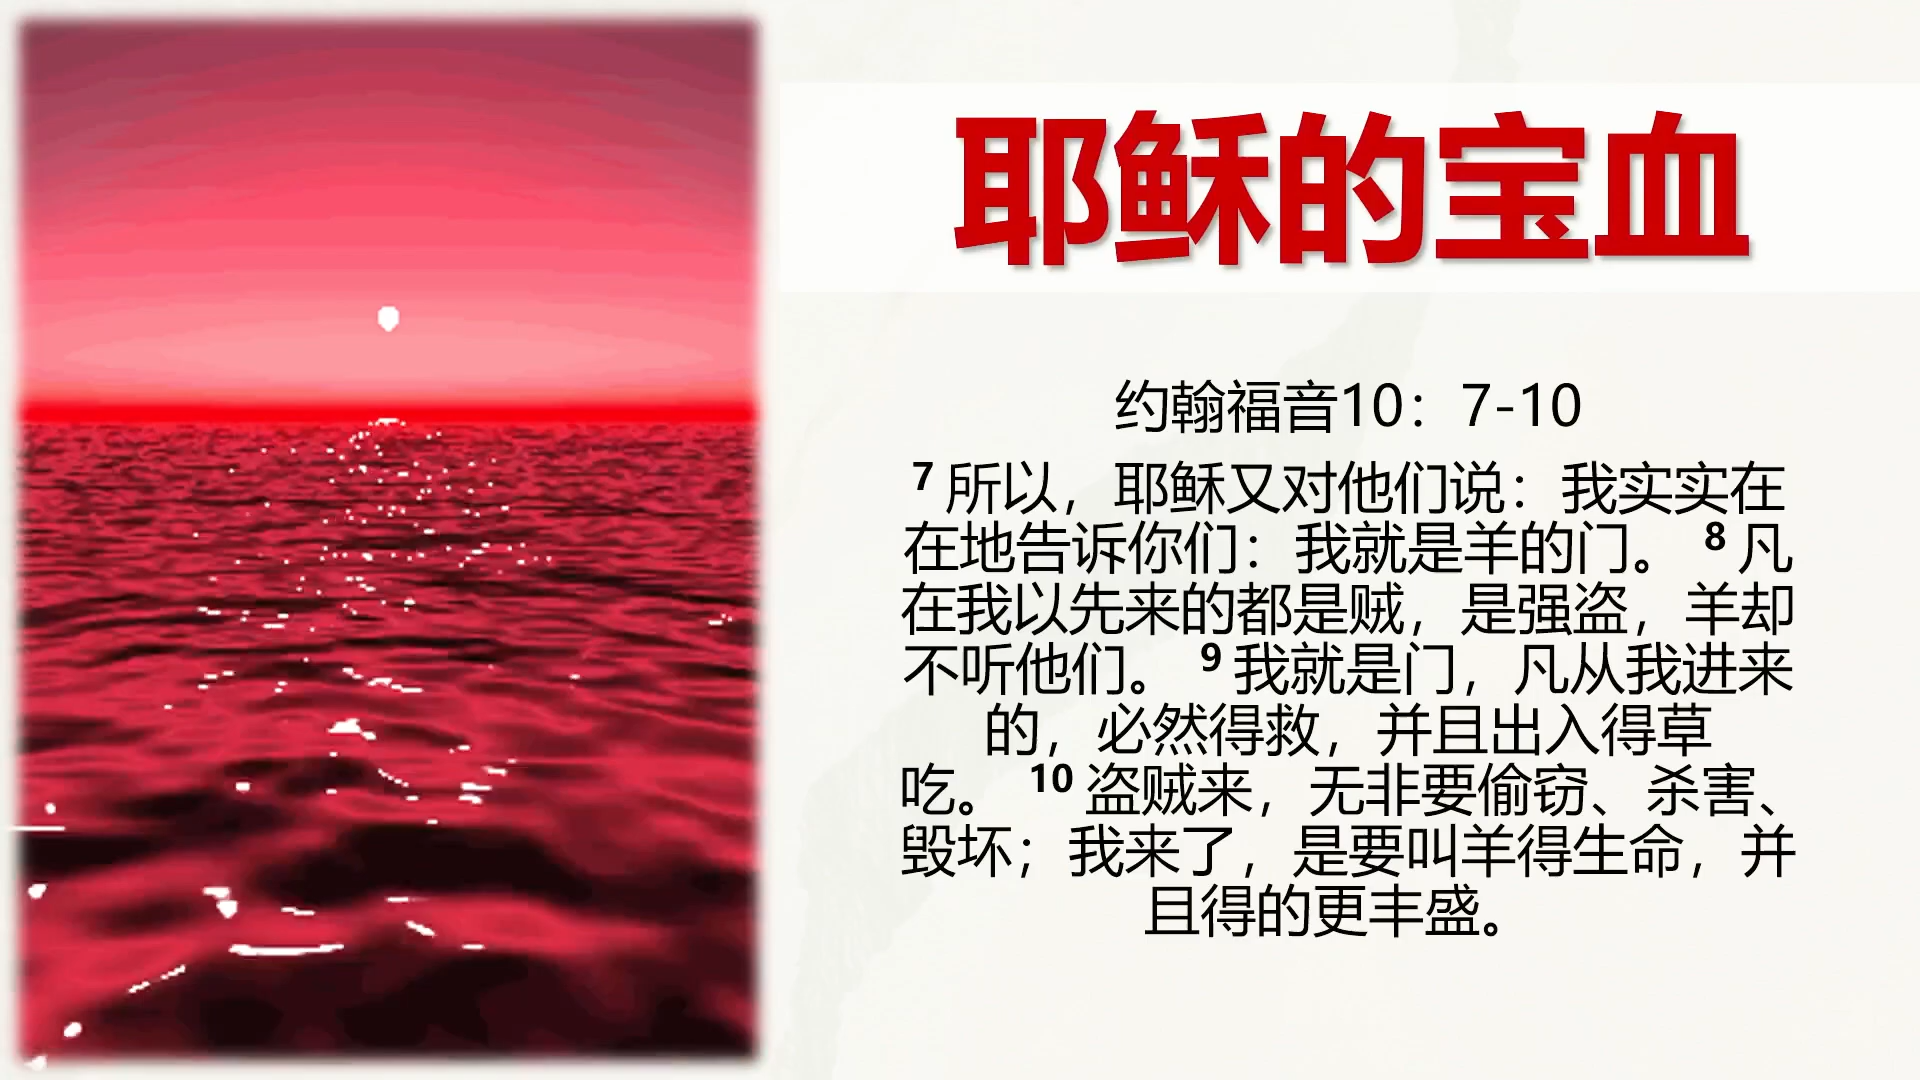 耶稣的宝血
约翰福音10：7-10
7 所以，耶稣又对他们说：我实实在
在地告诉你们：我就是羊的门。 8 凡
在我以先来的都是贼，是强盗，羊却
不听他们。 9 我就是门，凡从我进来
的，必然得救，并且出入得草
吃。 10 盗贼来，无非要偷窃、杀害、
毁坏；我来了，是要叫羊得生命，并
且得的更丰盛。